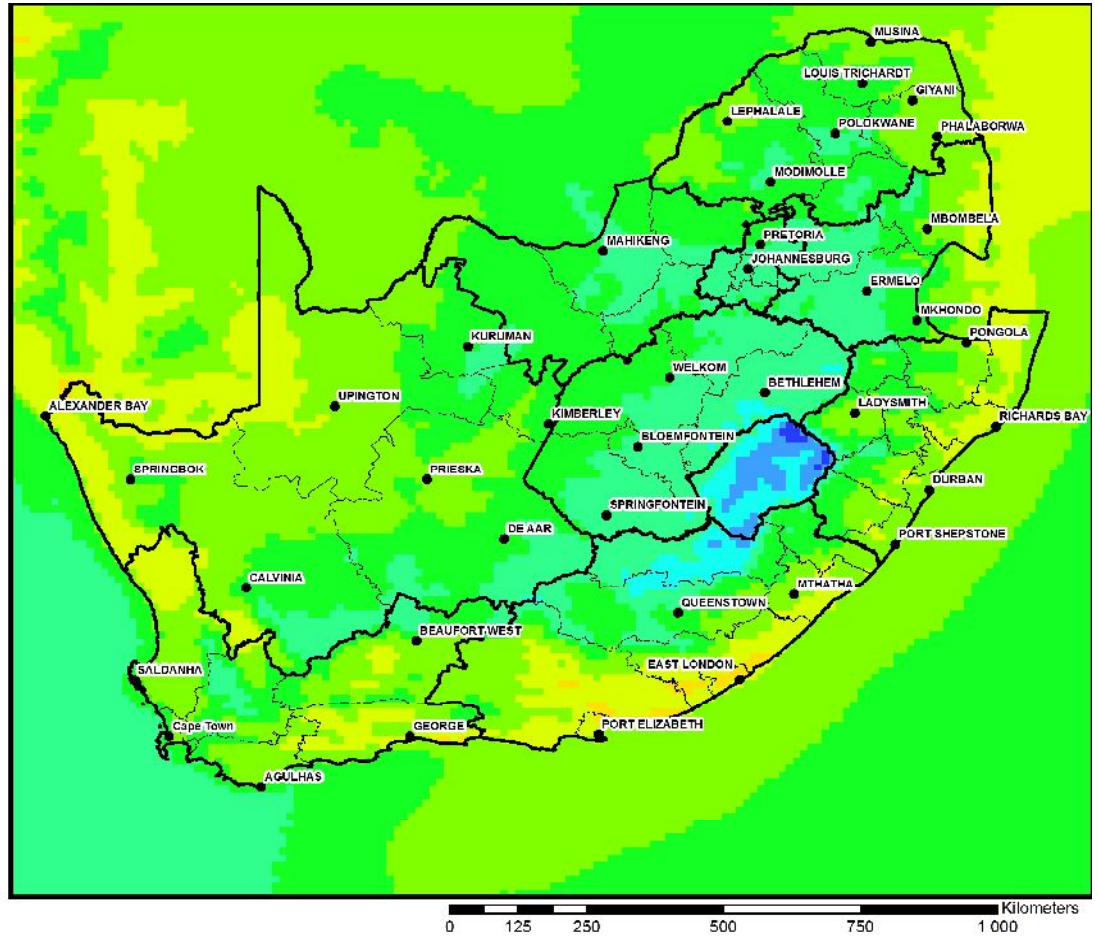 MUSINA
LOUIS TRICHARDT
GIYANI
LEPHALALE
POLOKWANE
PHALABORWA
MODIMOLLE
MBOMBELA
PRETORIA
MAHIKENG
JOHANNESBURG
ERMELO
MKHONDO
KURUMAN
PONGOLA
WELKOM
BETHLEHEM
UPINGTON
ALEXANDER BAY
KIMBERLEY
LADYSMITH
RICHARDS BAY
BLOEMFONTEIN
SPRINGBOK
PRIESKA
DURBAN
SPRINGFONTEIN
DE AAR
PORT SHEPSTONE
CALVINIA
MTHATHA
QUEENSTOWN
BEAUFORT WEST
EAST LONDON
SALDANHA
Cape Town
GEORGE
PORT ELIZABETH
AGULHAS
Kilometers
0 125 250 500 750 1 000